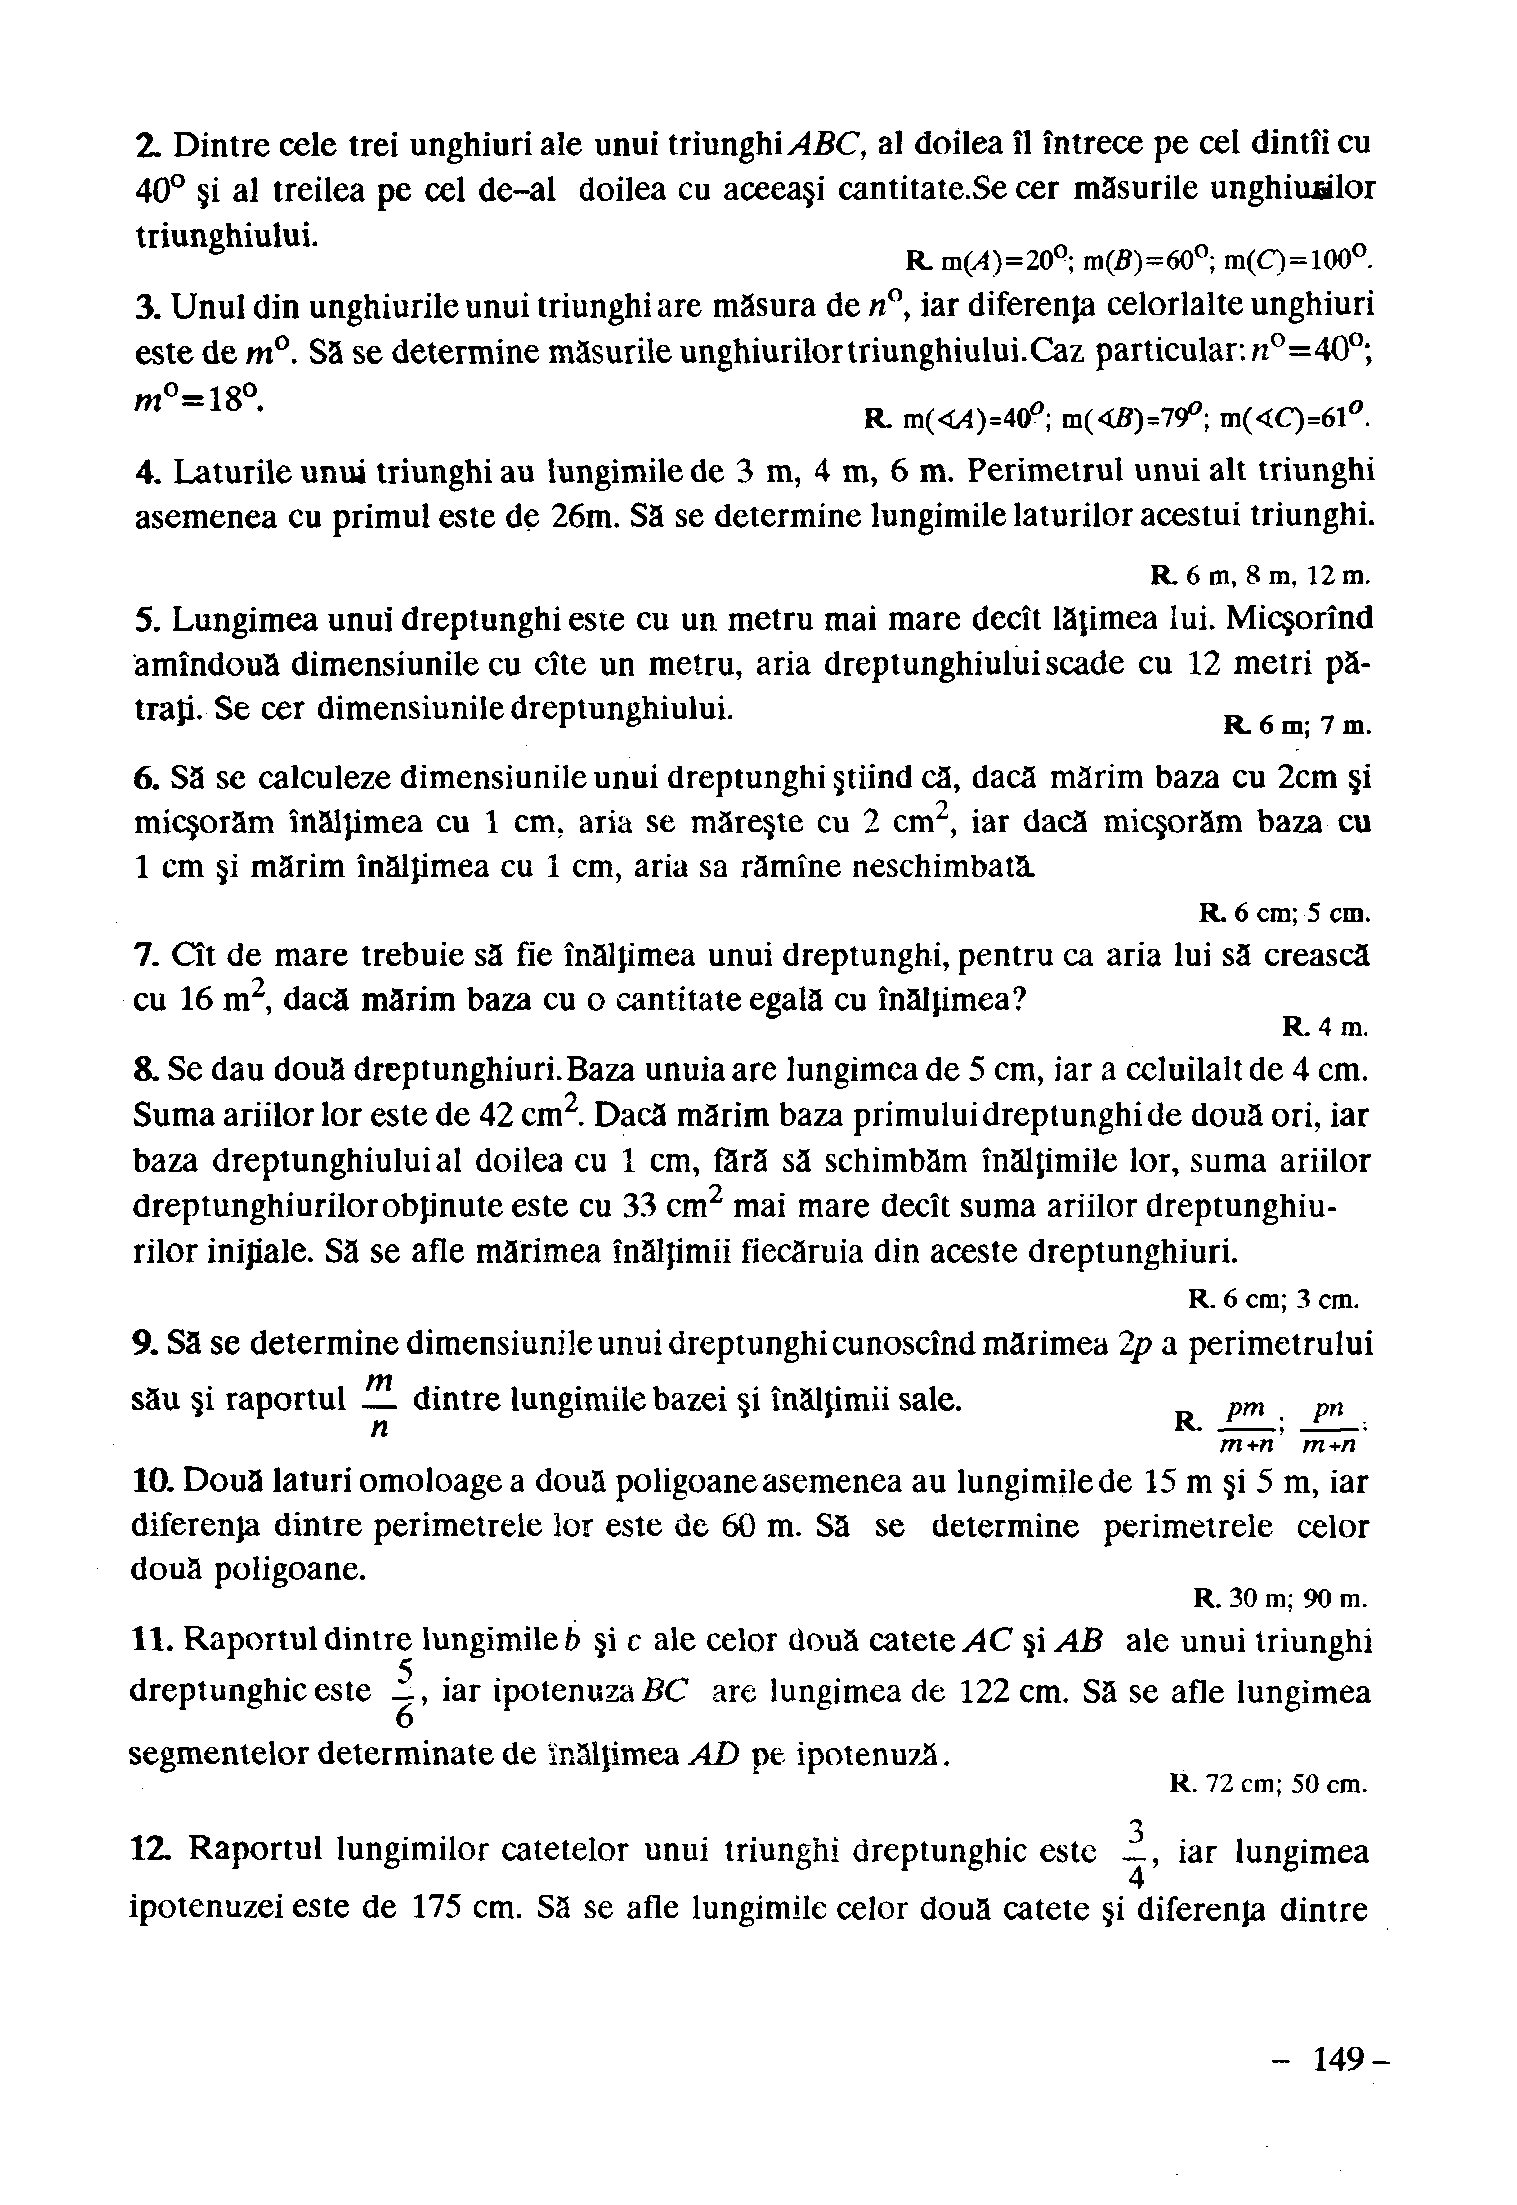 2. Dintre cele trei unghiuri ale unui triunghi ABC, al doilea îl întrece pe cel dintîi cu
40° şi al treilea pe cel de-al doilea cu aceeaşi cantitate. Se cer măsurile unghiurilor
triunghiului.
R. m(A)=20°; m(B)=60°; m(C)=100°.
3. Unul din unghiurile unui triunghi are măsura de n°, iar diferenţa celorlalte unghiuri
este de m°. Să se determine măsurile unghiurilor triunghiului. Caz particular: n°=40°;
m°=18°.
R. m(∢A)=40°; m(∢B)=79°; m(∢C)=61°.
4. Laturile unui triunghi au lungimile de 3 m, 4 m, 6 m. Perimetrul unui alt triunghi
asemenea cu primul este de 26m. Să se determine lungimile laturilor acestui triunghi.
R. 6 m, 8 m, 12 m.
5. Lungimea unui dreptunghi este cu un metru mai mare decît lăţimea lui. Micşorînd
amîndouă dimensiunile cu cîte un metru, aria dreptunghiului scade cu 12 metri pă-
traţi. Se cer dimensiunile dreptunghiului.
R. 6 m; 7 m.
6. Să se calculeze dimensiunile unui dreptunghi ştiind că, dacă mărim baza cu 2cm şi
micşorăm înălţimea cu 1 cm, aria se măreşte cu 2 cm², iar dacă micşorăm baza cu
1 cm şi mărim înălţimea cu 1 cm, aria sa rămîne neschimbată.
R. 6 cm; 5 cm.
7. Cît de mare trebuie să fie înălţimea unui dreptunghi, pentru ca aria lui să crească
cu 16 m², dacă mărim baza cu o cantitate egală cu înălţimea?
R. 4 m.
8. Se dau două dreptunghiuri. Baza unuia are lungimea de 5 cm, iar a celuilalt de 4 cm.
Suma ariilor lor este de 42 cm². Dacă mărim baza primului dreptunghi de două ori, iar
baza dreptunghiului al doilea cu 1 cm, fără să schimbăm înălţimile lor, suma ariilor
dreptunghiurilor obţinute este cu 33 cm² mai mare decît suma ariilor dreptunghiu-
rilor iniţiale. Să se afle mărimea înălţimii fiecăruia din aceste dreptunghiuri.
R. 6 cm; 3 cm.
9. Să se determine dimensiunile unui dreptunghi cunoscînd mărimea 2p a perimetrului
său şi raportul m/n dintre lungimile bazei şi înălţimii sale.
R. pm/m+n; pn/m+n.
10. Două laturi omoloage a două poligoane asemenea au lungimile de 15 m şi 5 m, iar
diferenţa dintre perimetrele lor este de 60 m. Să se determine perimetrele celor
două poligoane.
R. 30 m; 90 m.
11. Raportul dintre lungimile b şi c ale celor două catete AC şi AB ale unui triunghi
dreptunghic este 5/6, iar ipotenuza BC are lungimea de 122 cm. Să se afle lungimea
segmentelor determinate de înălţimea AD pe ipotenuză.
R. 72 cm; 50 cm.
12. Raportul lungimilor catetelor unui triunghi dreptunghic este 3/4, iar lungimea
ipotenuzei este de 175 cm. Să se afle lungimile celor două catete şi diferenţa dintre
- 149 -